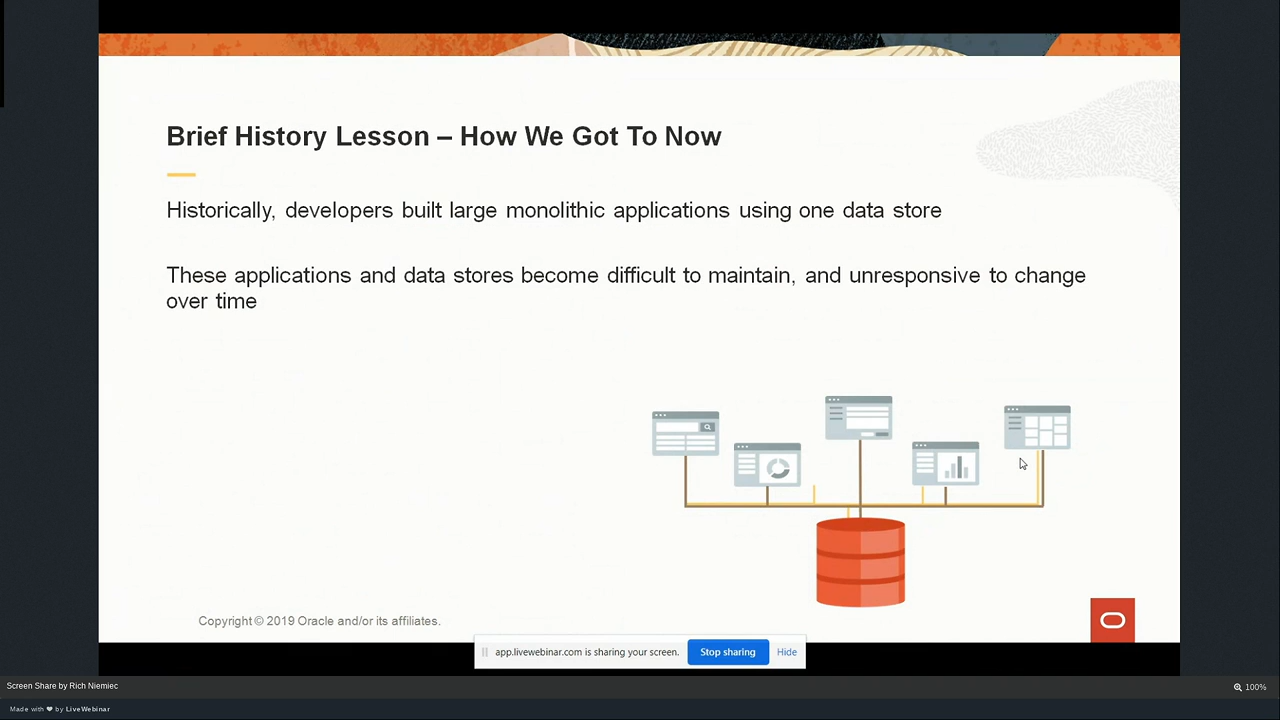 Brief History Lesson – How We Got To Now
Historically, developers built large monolithic applications using one data store
These applications and data stores become difficult to maintain, and unresponsive to change
over time
Copyright © 2019 Oracle and/or its affiliates.
app.livewebinar.com is sharing your screen.
Stop sharing
Hide
Screen Share by Rich Niemiec
100%
Made with ❤ by LiveWebinar